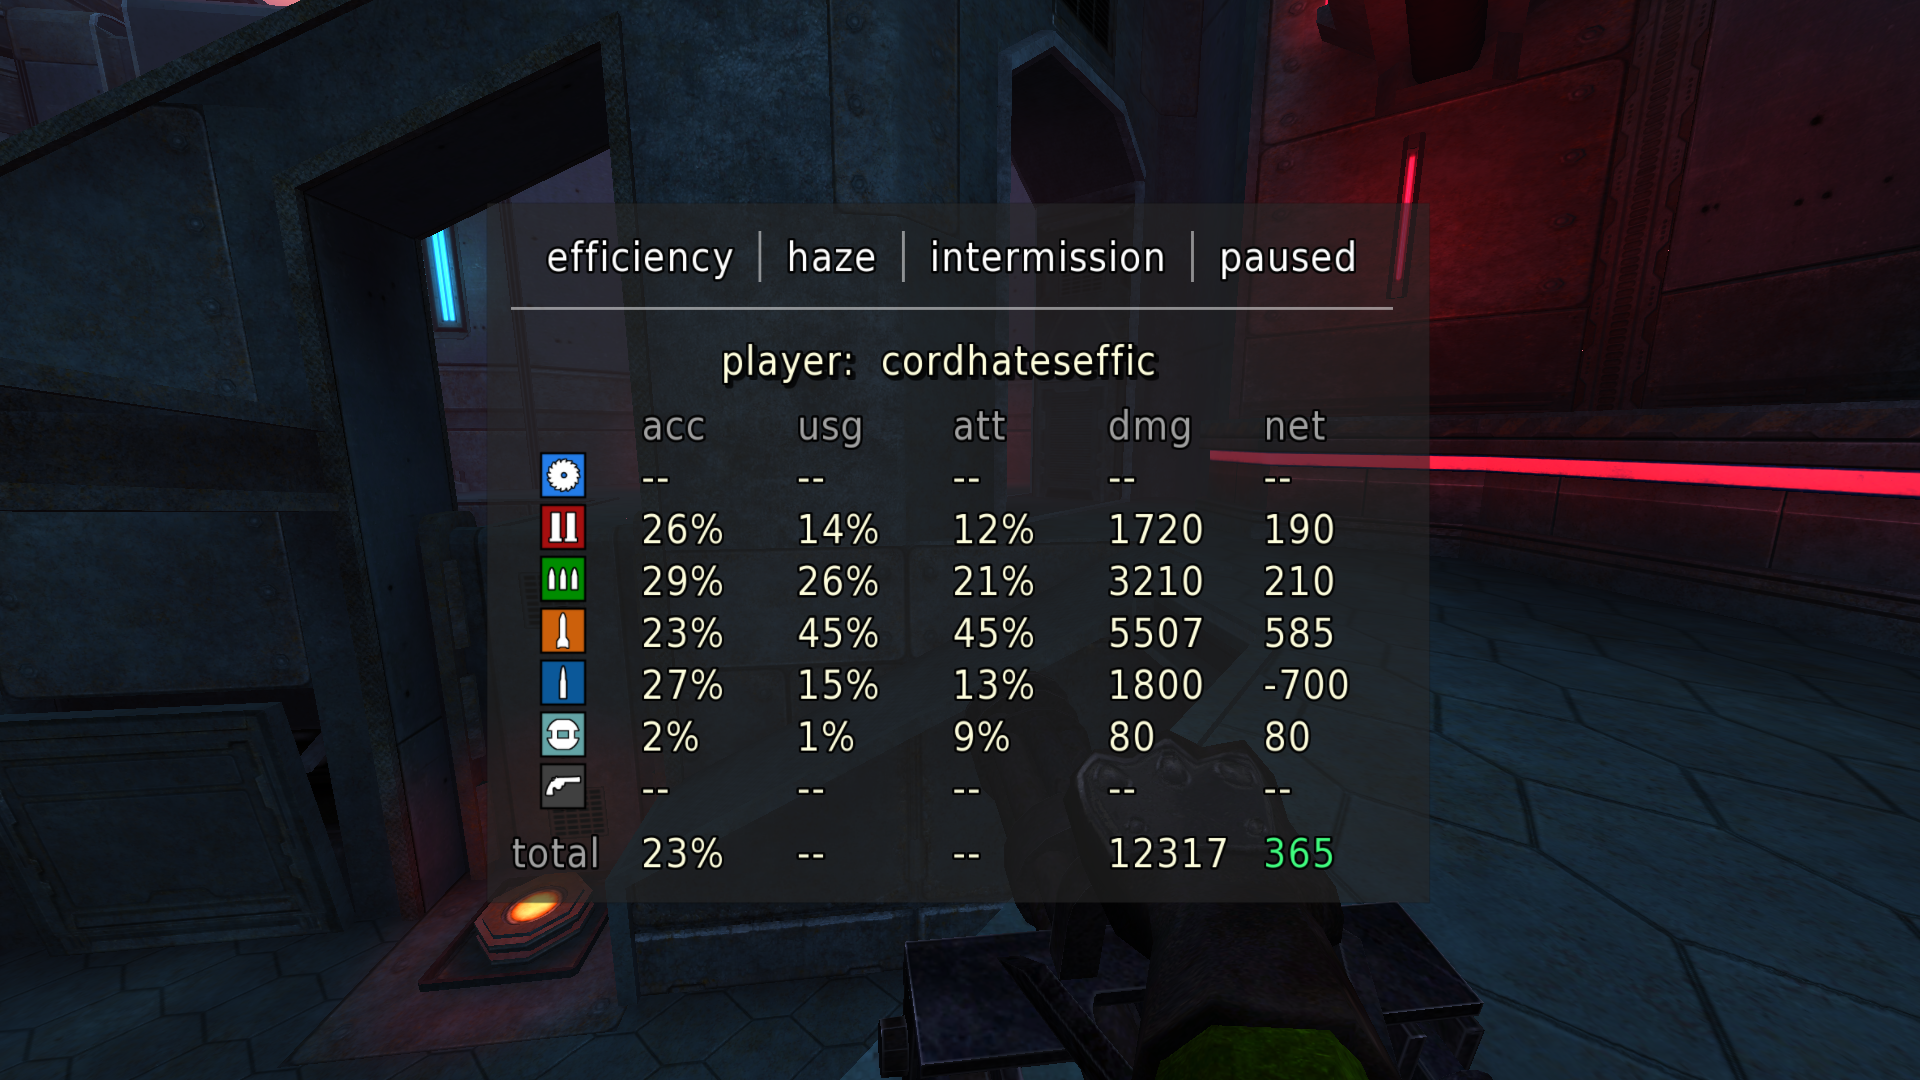 efficiency | haze | intermission | paused
player: cordhateseffic
acc usg att dmg net
-- -- -- -- --
26% 14% 12% 1720 190
29% 26% 21% 3210 210
23% 45% 45% 5507 585
27% 15% 13% 1800 -700
2% 1% 9% 80 80
-- -- -- -- --
total 23% -- -- 12317 365